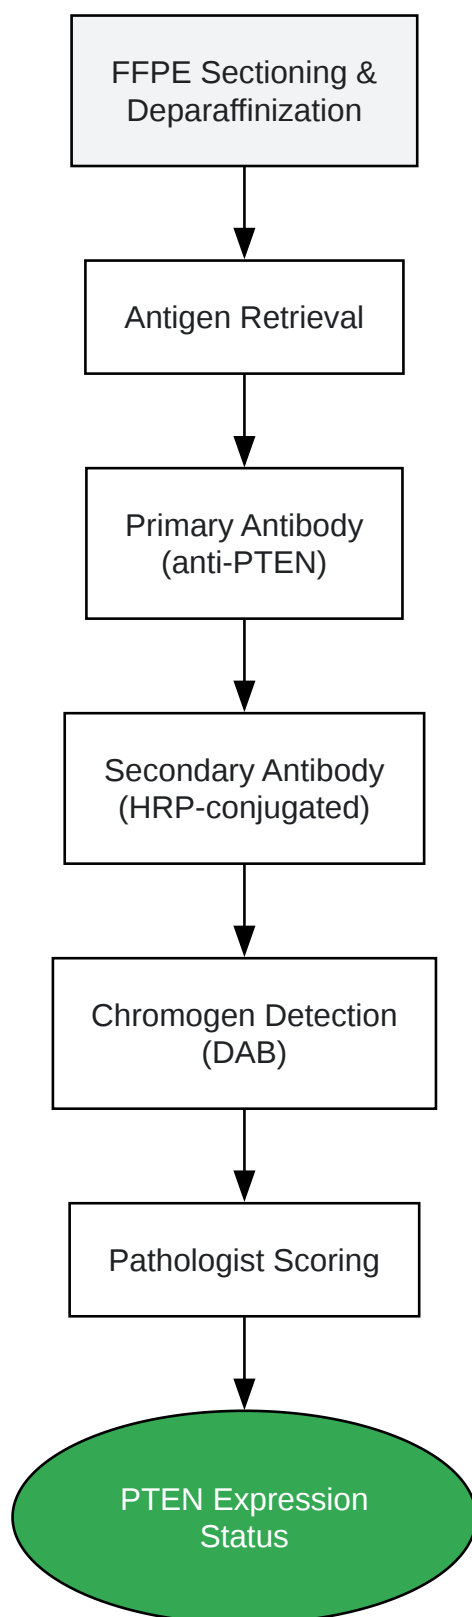 FFPE Sectioning &
Deparaffinization
Antigen Retrieval
Primary Antibody
(anti-PTEN)
Secondary Antibody
(HRP-conjugated)
Chromogen Detection
(DAB)
Pathologist Scoring
PTEN Expression
Status